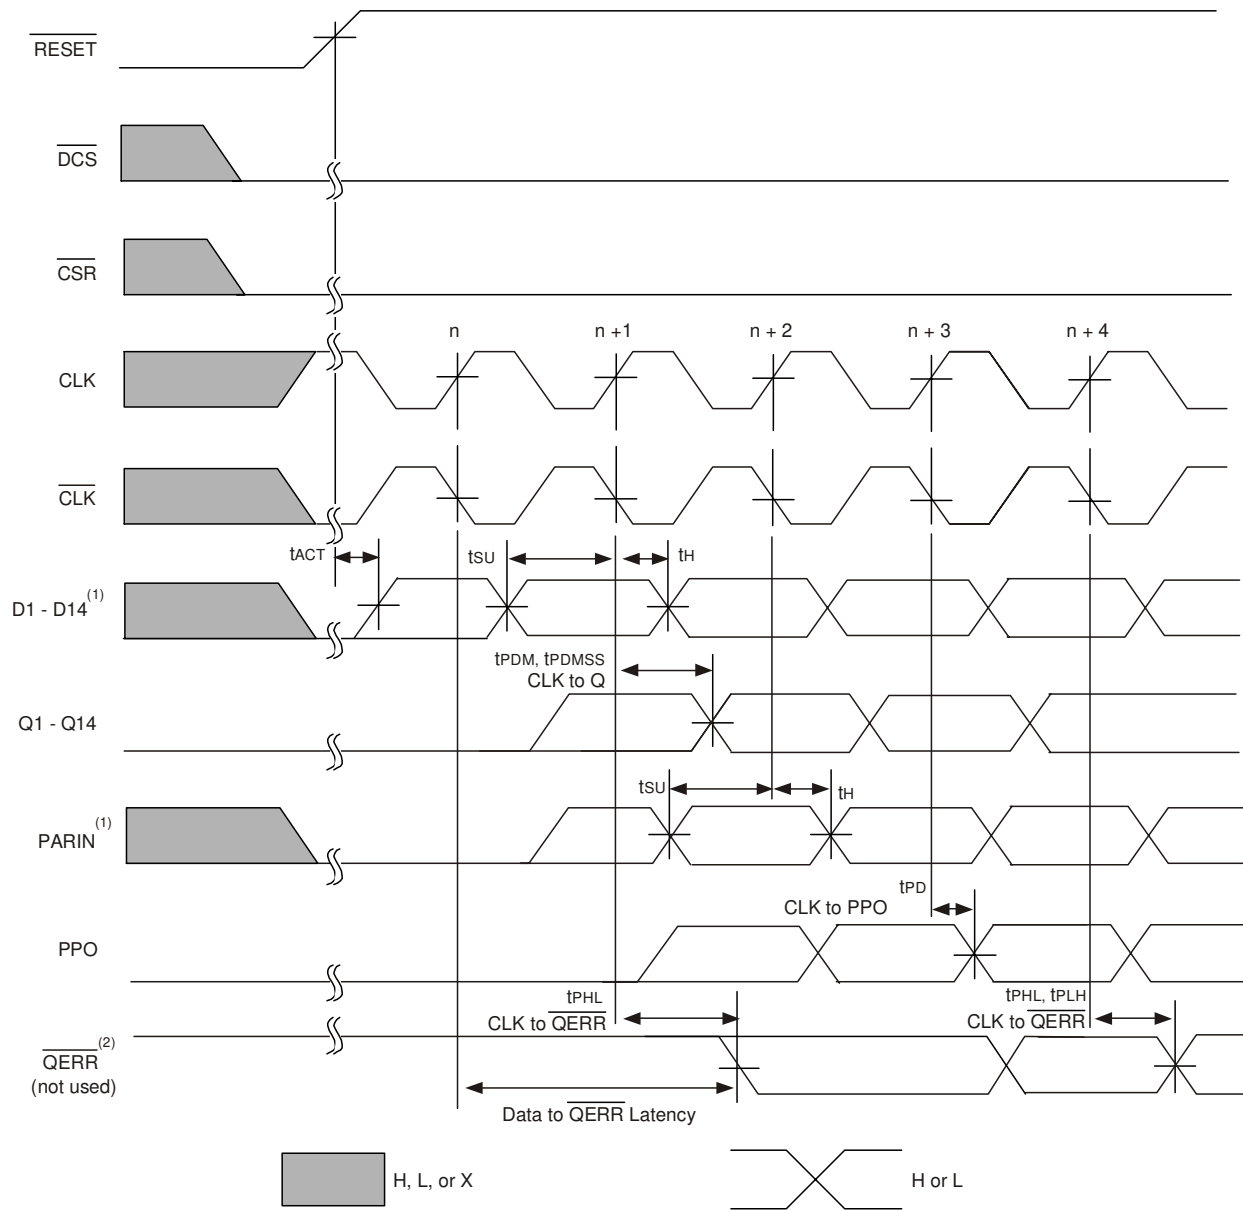 RESET
DCS
CSR
n
n +1
n + 2
n + 3
n + 4
CLK
CLK
tACT
tSU
tH
D1 - D14(1)
tPDM, tPDMSS
CLK to Q
Q1 - Q14
tSU
tH
PARIN(1)
tPD
CLK to PPO
PPO
tPHL
CLK to QERR
tPHL, tPLH
CLK to QERR
QERR(2)
(not used)
Data to QERR Latency
H, L, or X
H or L